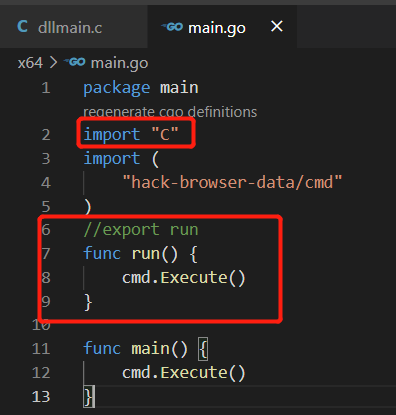 dllmain.c
main.go
x64 > main.go
1 package main
regenerate cgo definitions
2 import "C"
3 import (
4 "hack-browser-data/cmd"
5 )
6 //export run
7 func run() {
8 cmd.Execute()
9 }
10
11 func main() {
12 cmd.Execute()
13 }